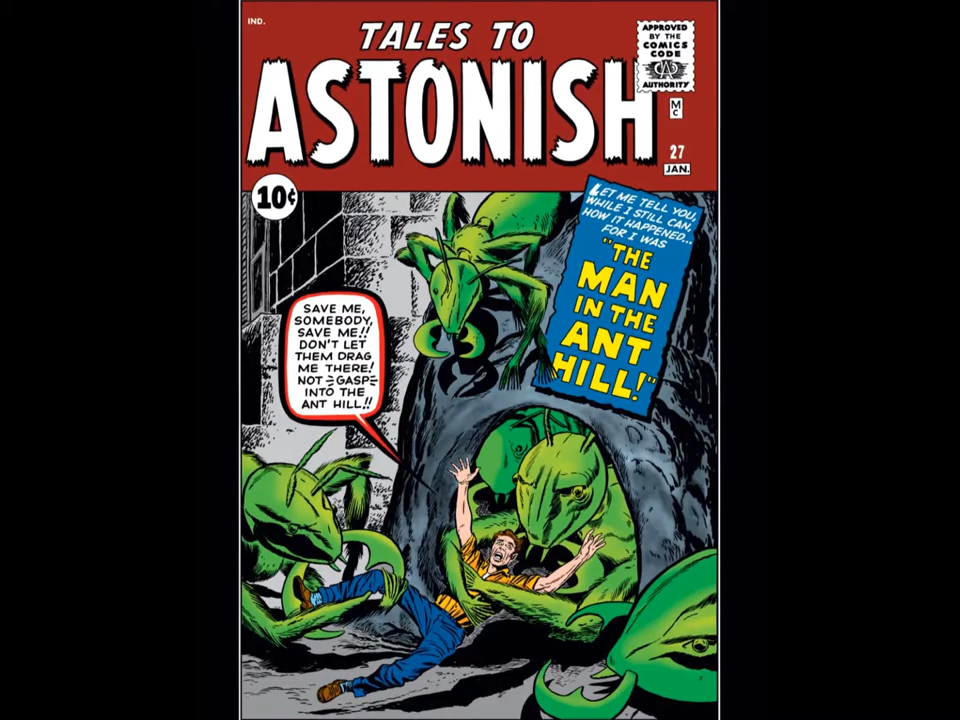 IND.
TALES TO
ASTONISH
APPROVED
BY THE
COMICS
CODE
CA
AUTHORITY
M
C
27
JAN.
10¢
LET ME TELL YOU,
WHILE I STILL CAN,
HOW IT HAPPENED...
FOR I WAS
"THE
MAN
IN THE
ANT
HILL!"
SAVE ME,
SOMEBODY,
SAVE ME!!
DON'T LET
THEM DRAG
ME THERE!
NOT -GASP-
INTO THE
ANT HILL!!